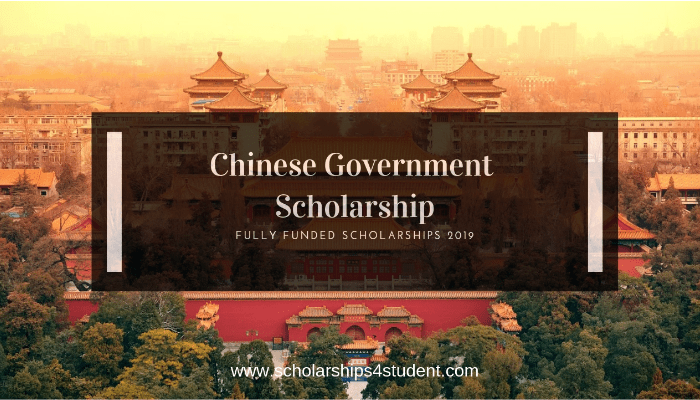 Chinese Government
Scholarship
FULLY FUNDED SCHOLARSHIPS 2019
www.scholarships4student.com